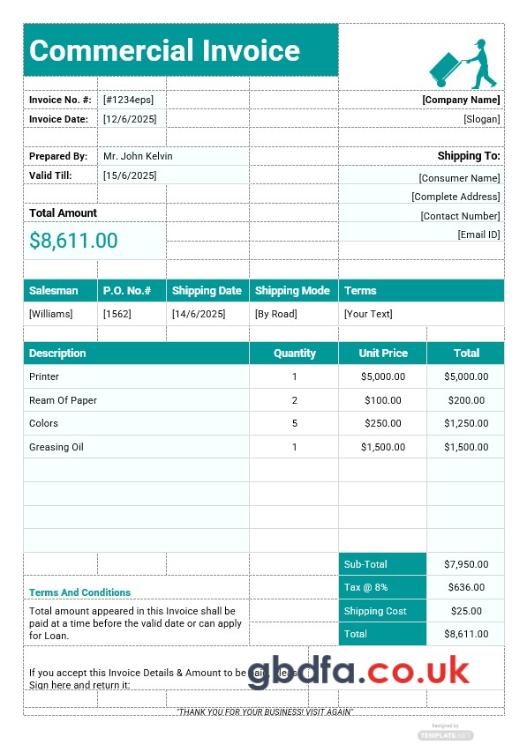 Commercial Invoice
Invoice No. #: [#1234eps] [Company Name]
Invoice Date: [12/6/2025] [Slogan]
Prepared By: Mr. John Kelvin Shipping To:
Valid Till: [15/6/2025] [Consumer Name]
[Complete Address]
Total Amount [Contact Number]
$8,611.00 [Email ID]
Salesman P.O. No.# Shipping Date Shipping Mode Terms
[Williams] [1562] [14/6/2025] [By Road] [Your Text]
Description Quantity Unit Price Total
Printer 1 $5,000.00 $5,000.00
Ream Of Paper 2 $100.00 $200.00
Colors 5 $250.00 $1,250.00
Greasing Oil 1 $1,500.00 $1,500.00
Sub-Total $7,950.00
Terms And Conditions Tax @ 8% $636.00
Total amount appeared in this Invoice shall be Shipping Cost $25.00
paid at a time before the valid date or can apply
for Loan. Total $8,611.00
If you accept this Invoice Details & Amount to be
gbdfa.co.uk
Sign here and return it:
"THANK YOU FOR YOUR BUSINESS! VISIT AGAIN"
Designed by
TEMPLATE.NET